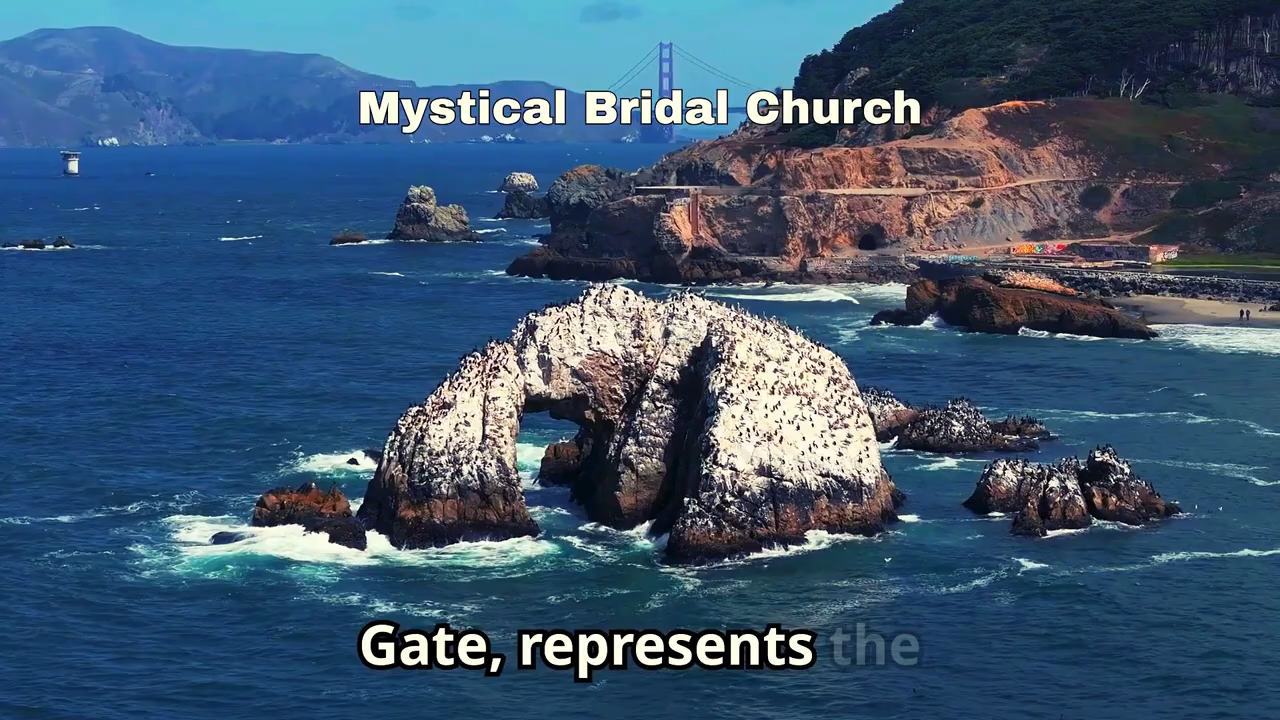 Mystical Bridal Church
Gate, represents the